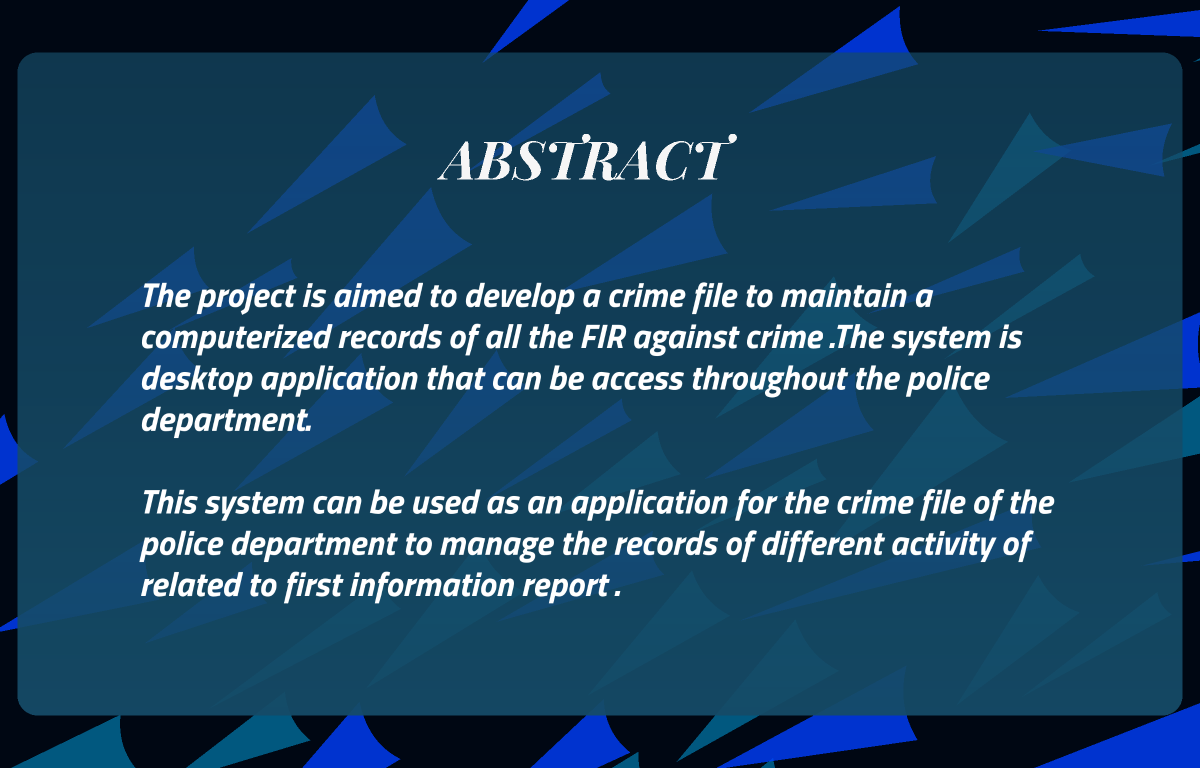 ABSTRACT
The project is aimed to develop a crime file to maintain a
computerized records of all the FIR against crime .The system is
desktop application that can be access throughout the police
department.
This system can be used as an application for the crime file of the
police department to manage the records of different activity of
related to first information report .